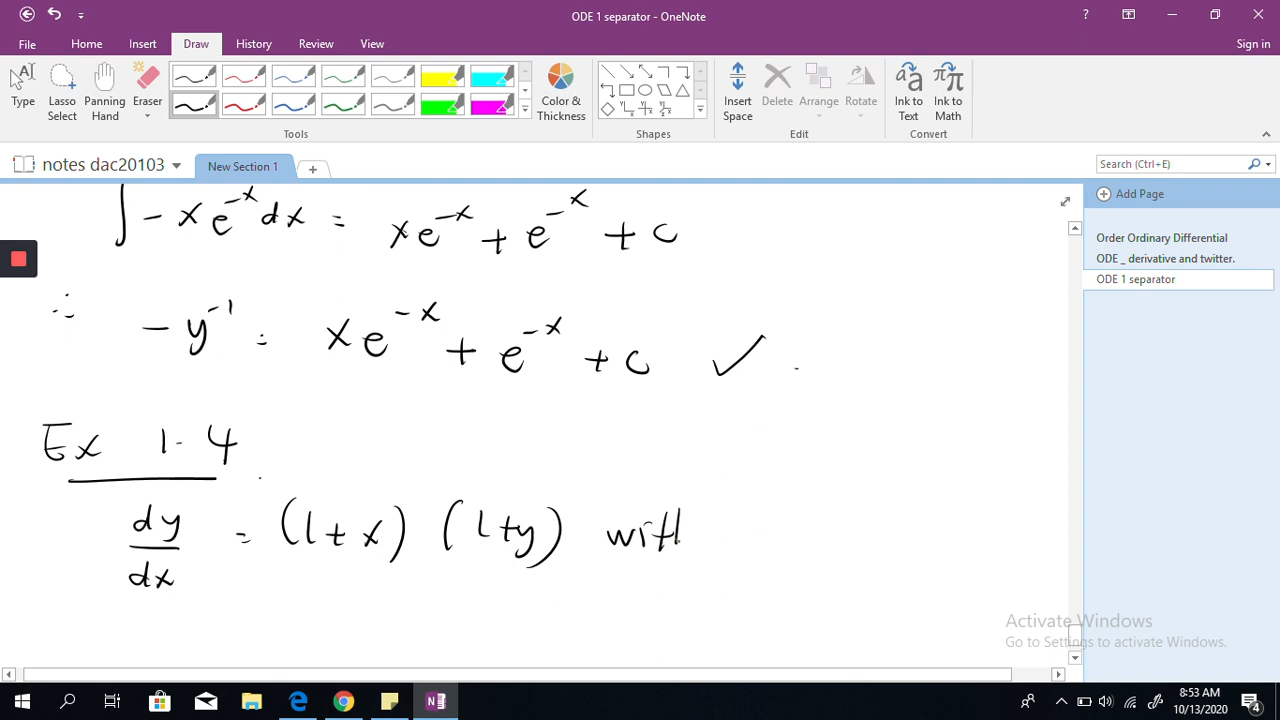 ODE 1 separator - OneNote
?
File Home Insert Draw History Review View Sign in
Type Lasso Select Panning Hand Eraser Color & Thickness Insert Space Delete Arrange Rotate Ink to Text Ink to Math
Tools Shapes Edit Convert
notes dac20103 New Section 1 + Search (Ctrl+E)
Add Page
Order Ordinary Differential
ODE _ derivative and twitter.
ODE 1 separator
∫ - x e^{-x} dx = x e^{-x} + e^{-x} + c
∴ - y^{-1} = x e^{-x} + e^{-x} + c ✓ .
Ex 1.4
dy/dx = (1+x) (1+y) with
Activate Windows
Go to Settings to activate Windows.
8:53 AM
10/13/2020
4